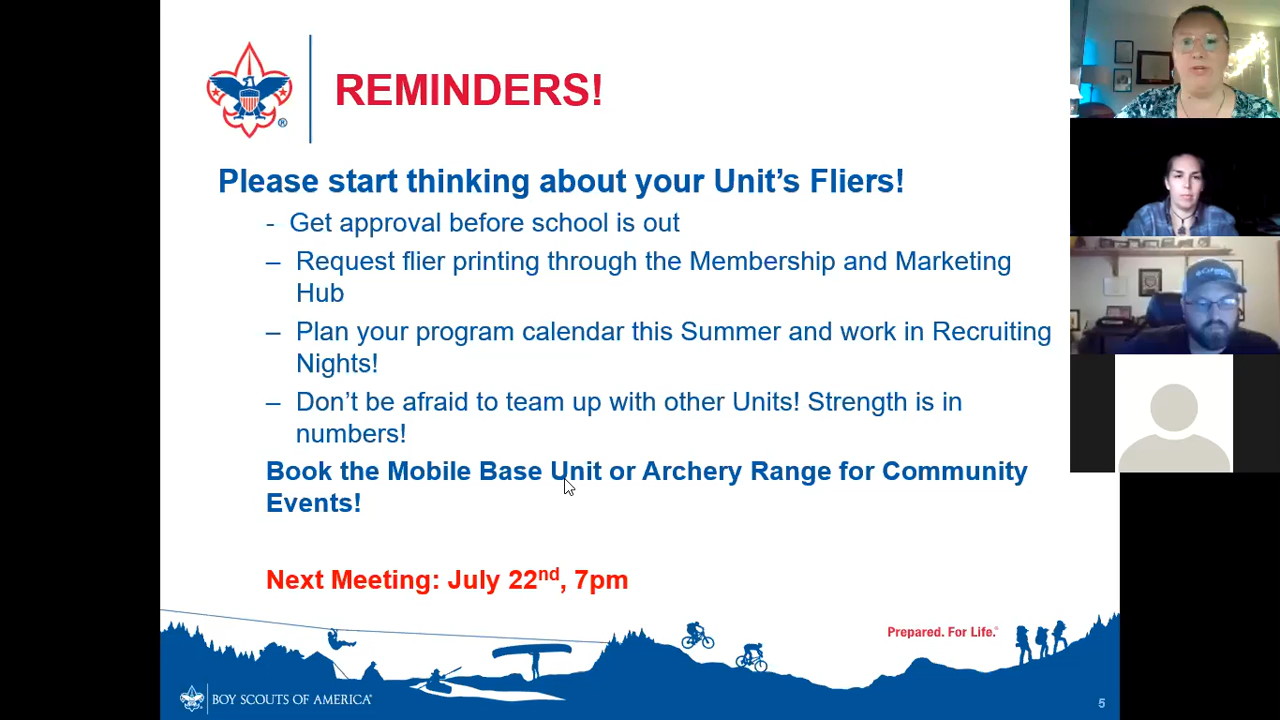 REMINDERS!
Please start thinking about your Unit's Fliers!
- Get approval before school is out
– Request flier printing through the Membership and Marketing
Hub
– Plan your program calendar this Summer and work in Recruiting
Nights!
– Don't be afraid to team up with other Units! Strength is in
numbers!
Book the Mobile Base Unit or Archery Range for Community
Events!
Next Meeting: July 22nd, 7pm
Prepared. For Life.®
BOY SCOUTS OF AMERICA®
5